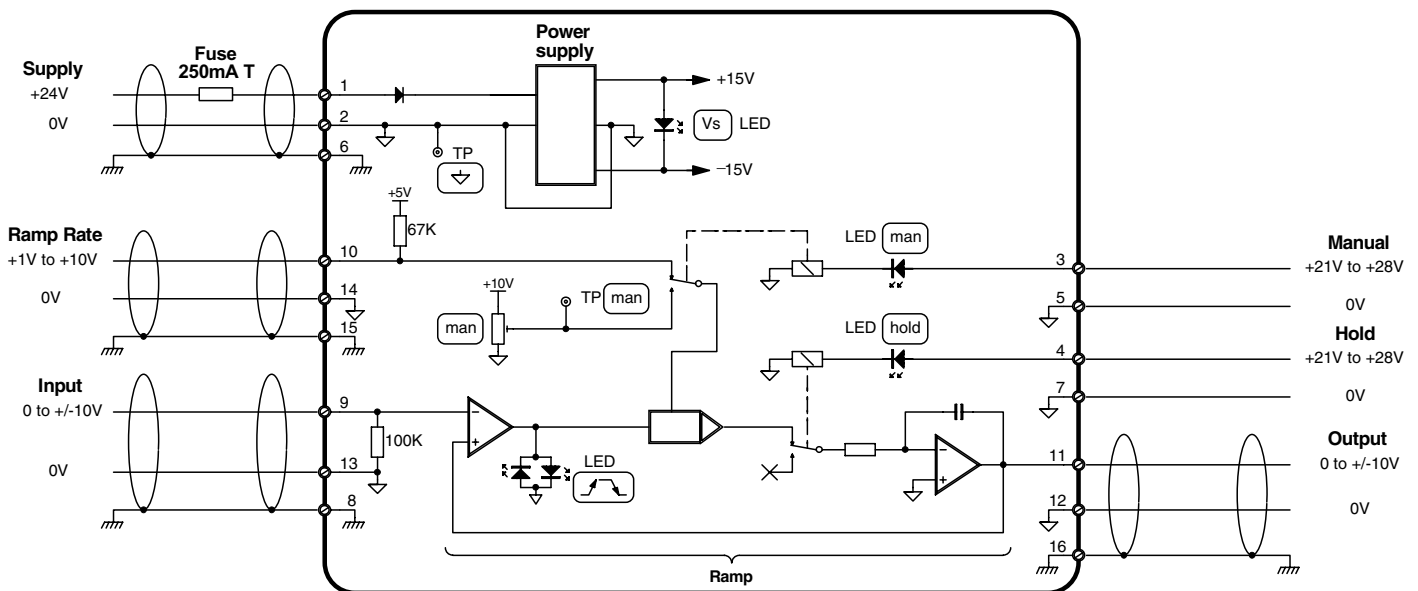 Supply
+24V
0V
Fuse
250mA T
1
2
6
Power
supply
+15V
Vs LED
–15V
TP
+5V
67K
Ramp Rate
+1V to +10V
0V
10
14
15
+10V
man
TP man
LED man
3
5
Manual
+21V to +28V
0V
LED hold
4
7
Hold
+21V to +28V
0V
Input
0 to +/-10V
0V
9
13
8
100K
−
+
LED
−
+
11
12
16
Output
0 to +/-10V
0V
Ramp